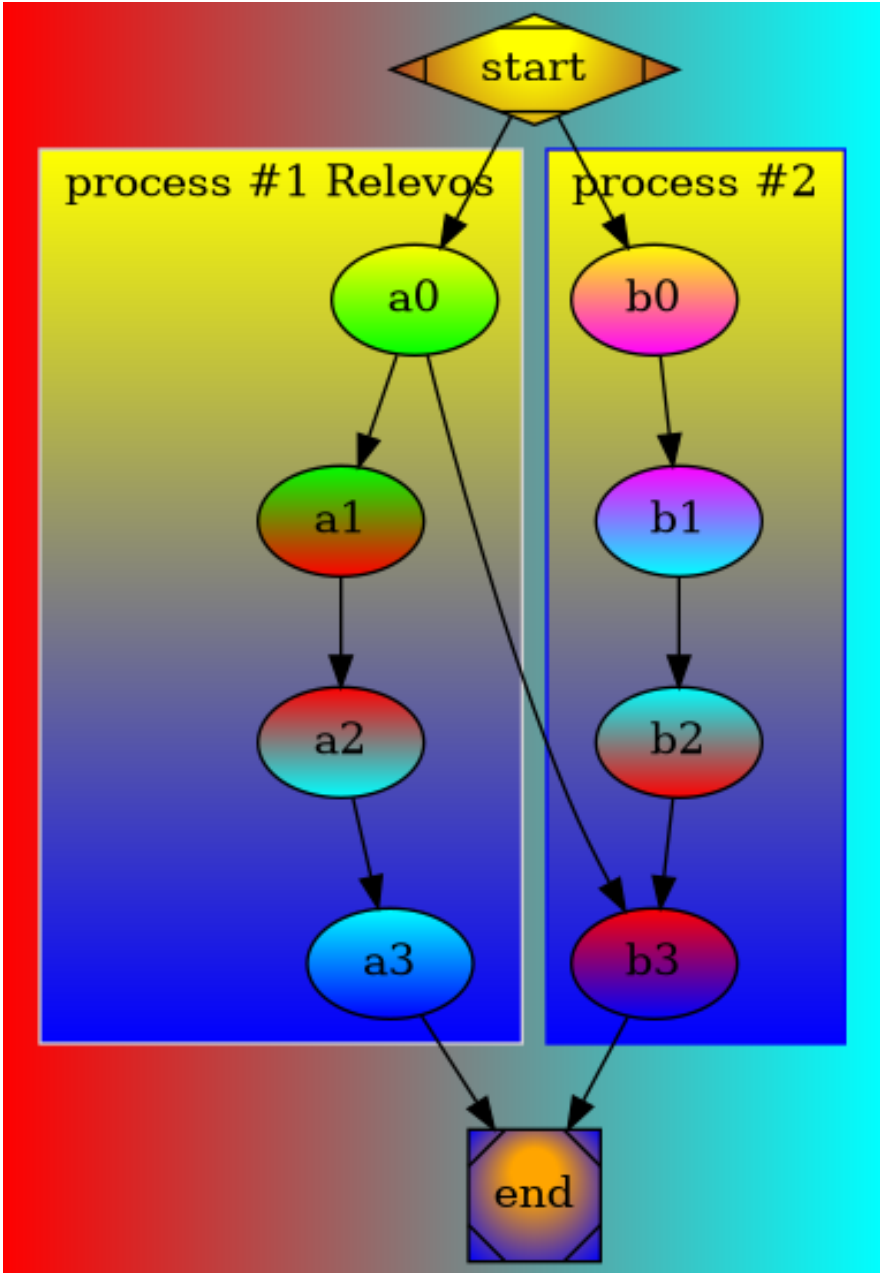 start
process #1 Relevos
process #2
a0
b0
a1
b1
a2
b2
a3
b3
end